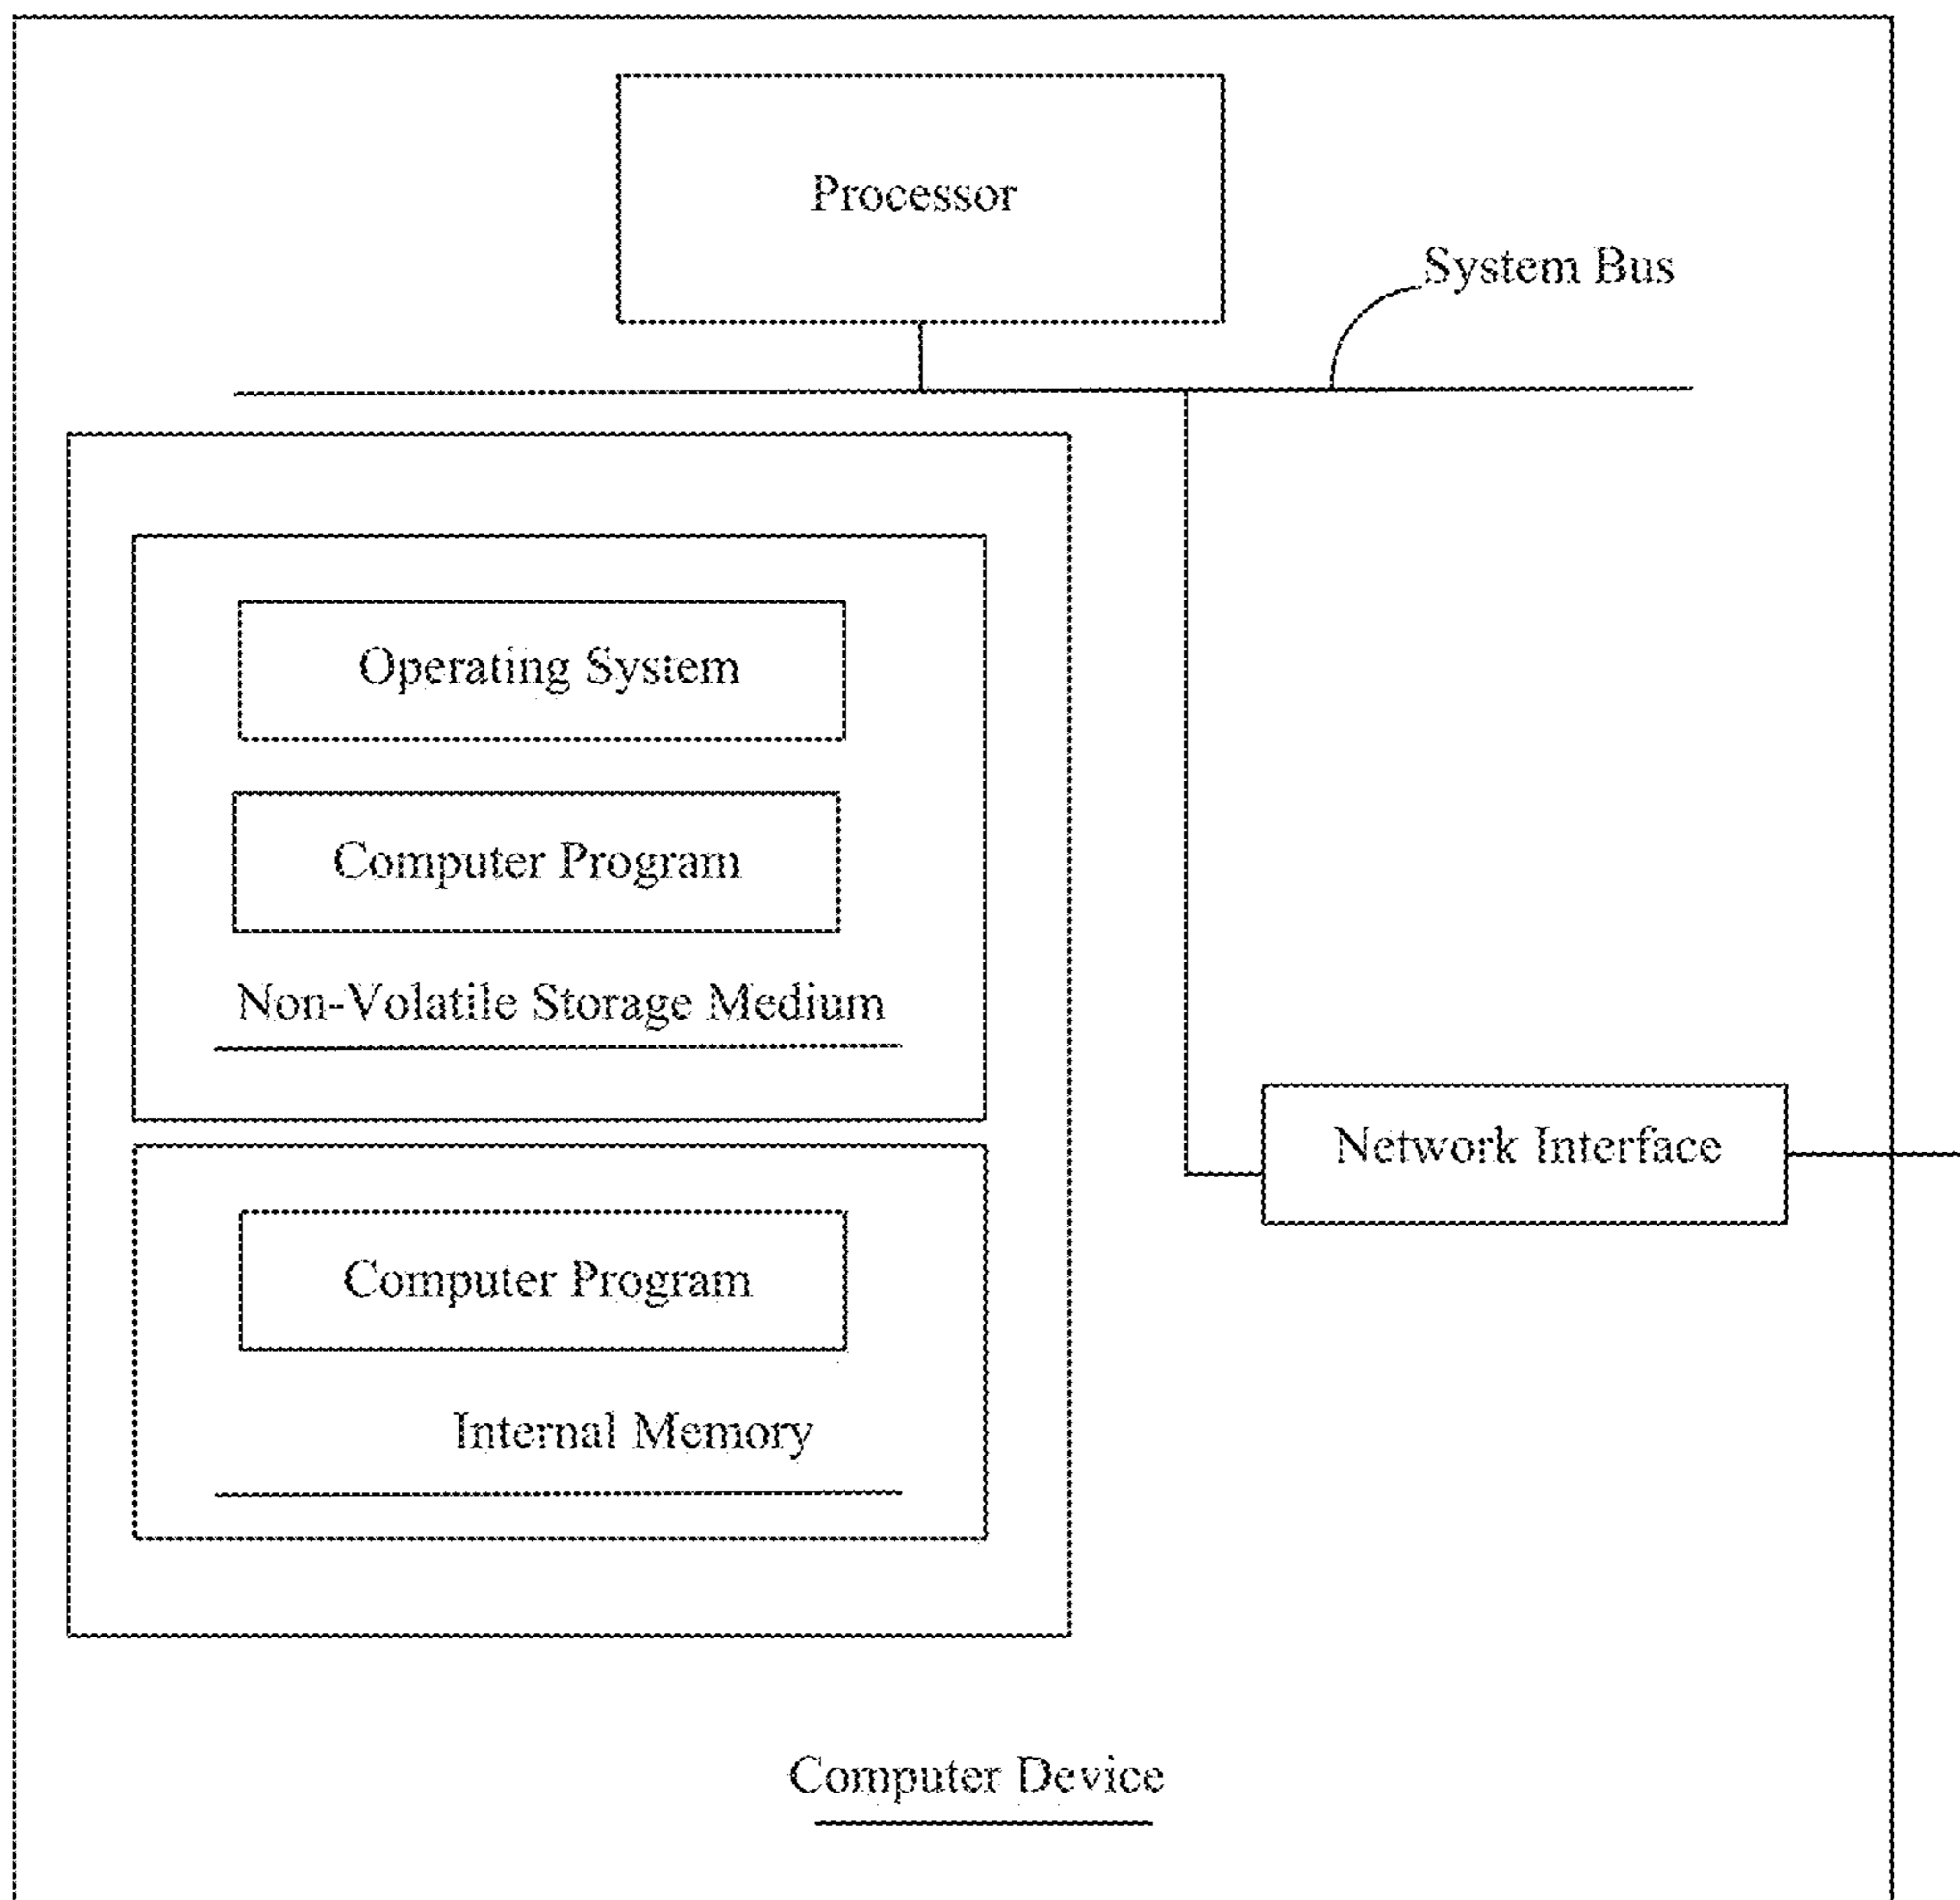 Processor
System Bus
Operating System
Computer Program
Non-Volatile Storage Medium
Network Interface
Computer Program
Internal Memory
Computer Device